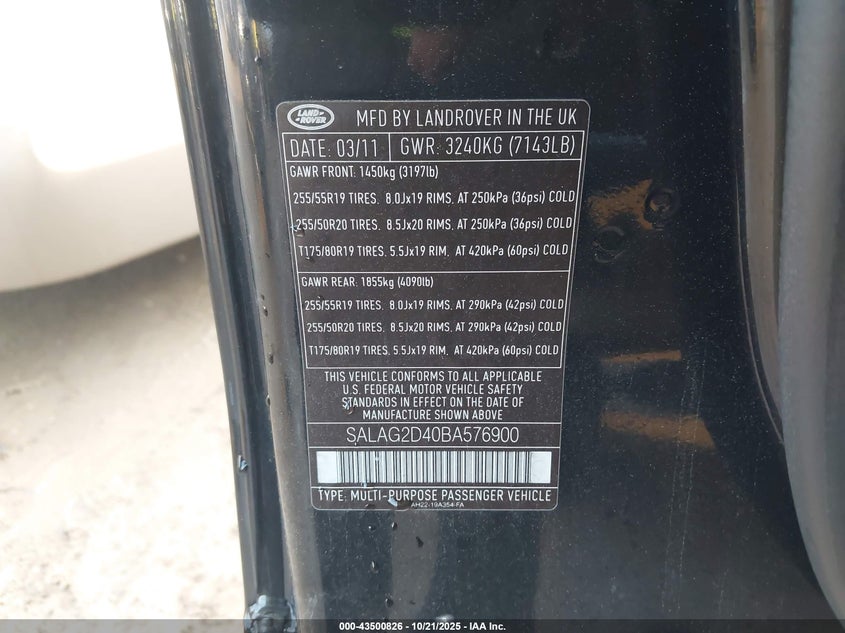 LAND ROVER
MFD BY LANDROVER IN THE UK
DATE: 03/11 GWR: 3240KG (7143LB)
GAWR FRONT: 1450kg (3197lb)
255/55R19 TIRES. 8.0Jx19 RIMS, AT 250kPa (36psi) COLD
255/50R20 TIRES. 8.5Jx20 RIMS, AT 250kPa (36psi) COLD
T175/80R19 TIRES. 5.5Jx19 RIM, AT 420kPa (60psi) COLD
GAWR REAR: 1855kg (4090lb)
255/55R19 TIRES. 8.0Jx19 RIMS, AT 290kPa (42psi) COLD
255/50R20 TIRES, 8.5Jx20 RIMS, AT 290kPa (42psi) COLD
T175/80R19 TIRES, 5.5Jx19 RIM, AT 420kPa (60psi) COLD
THIS VEHICLE CONFORMS TO ALL APPLICABLE
U.S. FEDERAL MOTOR VEHICLE SAFETY
STANDARDS IN EFFECT ON THE DATE OF
MANUFACTURE SHOWN ABOVE
SALAG2D40BA576900
TYPE: MULTI-PURPOSE PASSENGER VEHICLE
AH22-19A354-FA
000-43500826 - 10/21/2025 - IAA Inc.